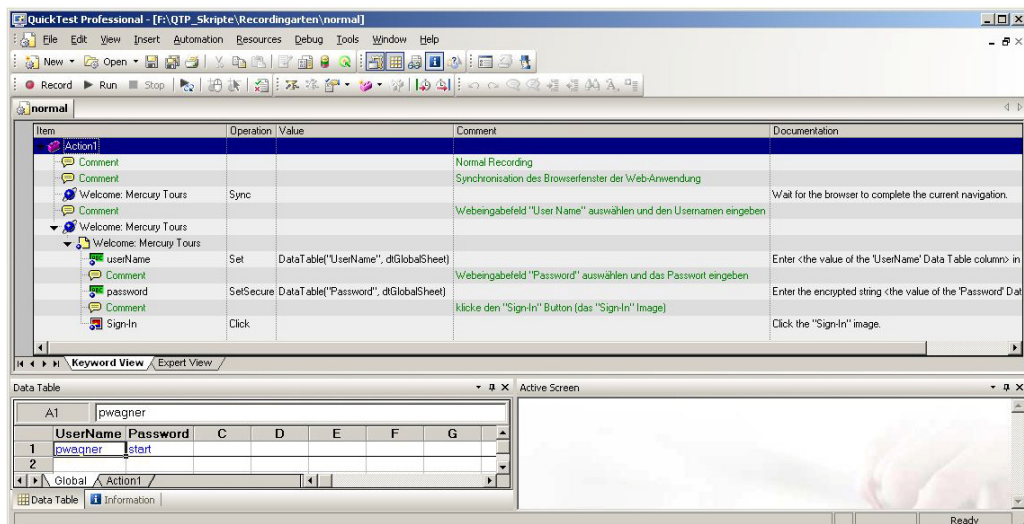 QuickTest Professional - [F:\QTP_Skripte\Recordingarten\normal]
File Edit View Insert Automation Resources Debug Tools Window Help
New Open
Record Run Stop
normal
Item Operation Value Comment Documentation
Action1
Comment Normal Recording
Comment Synchronisation des Browserfenster der Web-Anwendung
Welcome: Mercury Tours Sync Wait for the browser to complete the current navigation.
Comment Webeingabefeld "User Name" auswählen und den Usernamen eingeben
Welcome: Mercury Tours
Welcome: Mercury Tours
userName Set DataTable("UserName", dtGlobalSheet) Enter <the value of the 'UserName' Data Table column> in
Comment Webeingabefeld "Password" auswählen und das Passwort eingeben
password SetSecure DataTable("Password", dtGlobalSheet) Enter the encrypted string <the value of the 'Password' Dat
Comment klicke den "Sign-In" Button (das "Sign-In" Image)
Sign-In Click Click the "Sign-In" image.
Keyword View Expert View
Data Table Active Screen
A1 pwagner
UserName Password C D E F G
1 pwagner start
2
Global Action1
Data Table Information
Ready